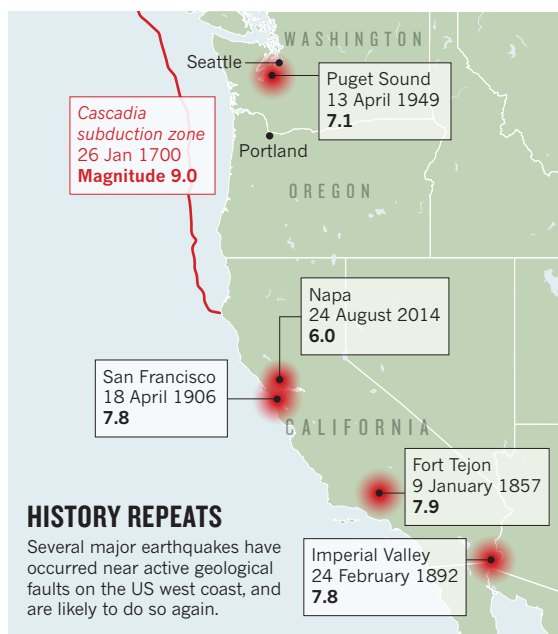 WASHINGTON
Seattle
Puget Sound
13 April 1949
7.1
Cascadia
subduction zone
26 Jan 1700
Magnitude 9.0
Portland
OREGON
Napa
24 August 2014
6.0
San Francisco
18 April 1906
7.8
CALIFORNIA
Fort Tejon
9 January 1857
7.9
HISTORY REPEATS
Several major earthquakes have
occurred near active geological
faults on the US west coast, and
are likely to do so again.
Imperial Valley
24 February 1892
7.8